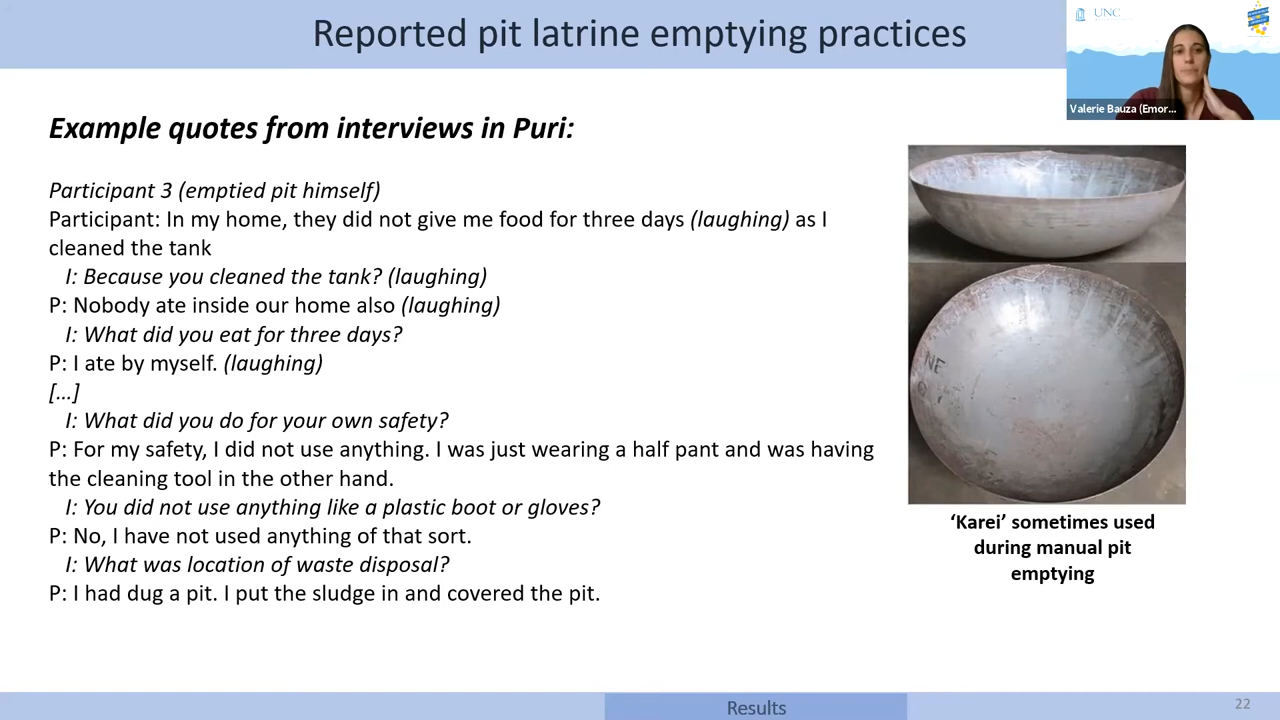 Reported pit latrine emptying practices
UNC
Valerie Bauza (Emor...
Example quotes from interviews in Puri:
Participant 3 (emptied pit himself)
Participant: In my home, they did not give me food for three days (laughing) as I
cleaned the tank
I: Because you cleaned the tank? (laughing)
P: Nobody ate inside our home also (laughing)
I: What did you eat for three days?
P: I ate by myself. (laughing)
[…]
I: What did you do for your own safety?
P: For my safety, I did not use anything. I was just wearing a half pant and was having
the cleaning tool in the other hand.
I: You did not use anything like a plastic boot or gloves?
P: No, I have not used anything of that sort.
I: What was location of waste disposal?
P: I had dug a pit. I put the sludge in and covered the pit.
NE
‘Karei’ sometimes used
during manual pit
emptying
Results
22